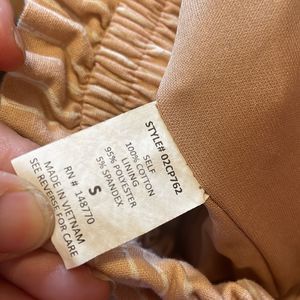 STYLE# 02CP762
SELF
100% COTTON
LINING
95% POLYESTER
5% SPANDEX
S
RN # 148770
MADE IN VIETNAM
SEE REVERSE FOR CARE